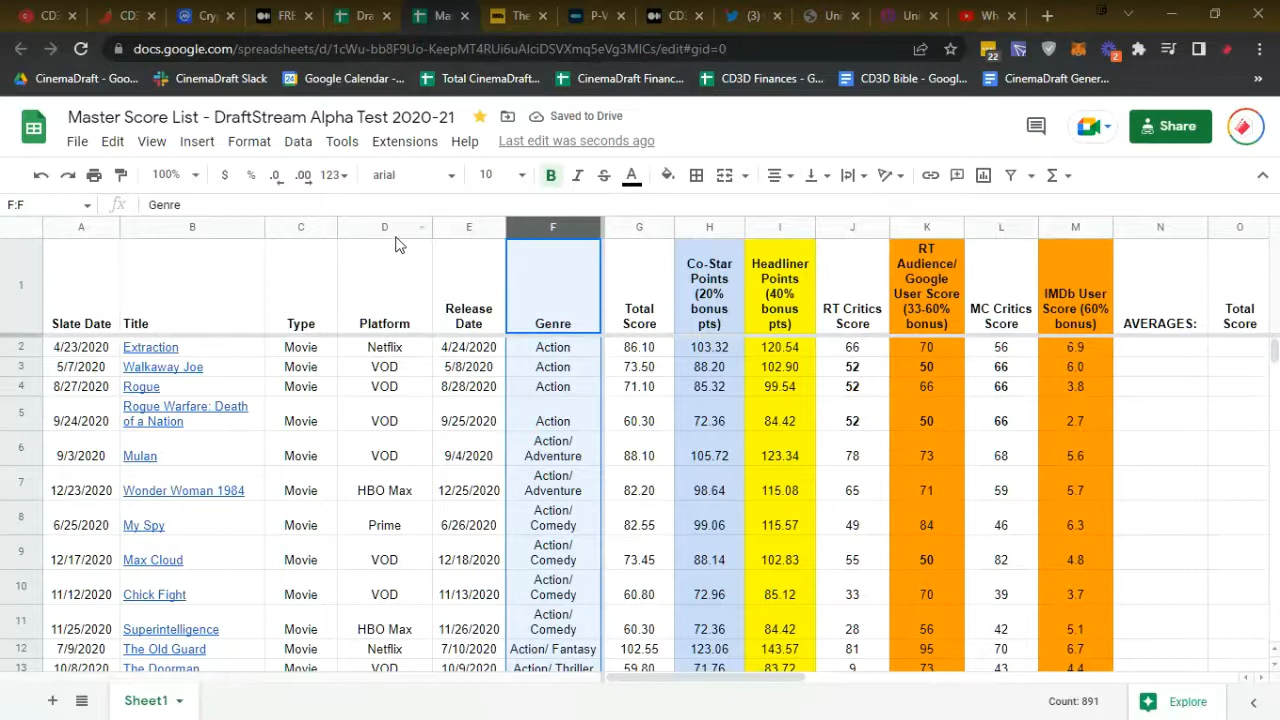 CDE
CDE
Cry
FRE
Dra
Mas
The
P-V
CDE
(3)
Uni
Uni
Wh
docs.google.com/spreadsheets/d/1cWu-bb8F9Uo-KeepMT4RUi6uAIciDSVXmq5eVg3MICs/edit#gid=0
22
2
CinemaDraft - Goo...
CinemaDraft Slack
Google Calendar -...
Total CinemaDraft...
CinemaDraft Financ...
CD3D Finances - G...
CD3D Bible - Googl...
CinemaDraft Gener...
»
Master Score List - DraftStream Alpha Test 2020-21
Saved to Drive
File Edit View Insert Format Data Tools Extensions Help Last edit was seconds ago
Share
100% $ % .0 .00 123 arial 10 B I S A
F:F fx Genre
A B C D E F G H I J K L M N O
1 Slate Date Title Type Platform Release Date Genre Total Score Co-Star Points (20% bonus pts) Headliner Points (40% bonus pts) RT Critics Score RT Audience/ Google User Score (33-60% bonus) MC Critics Score IMDb User Score (60% bonus) AVERAGES: Total Score
2 4/23/2020 Extraction Movie Netflix 4/24/2020 Action 86.10 103.32 120.54 66 70 56 6.9
3 5/7/2020 Walkaway Joe Movie VOD 5/8/2020 Action 73.50 88.20 102.90 52 50 66 6.0
4 8/27/2020 Rogue Movie VOD 8/28/2020 Action 71.10 85.32 99.54 52 66 66 3.8
5 9/24/2020 Rogue Warfare: Death of a Nation Movie VOD 9/25/2020 Action 60.30 72.36 84.42 52 50 66 2.7
6 9/3/2020 Mulan Movie VOD 9/4/2020 Action/ Adventure 88.10 105.72 123.34 78 73 68 5.6
7 12/23/2020 Wonder Woman 1984 Movie HBO Max 12/25/2020 Action/ Adventure 82.20 98.64 115.08 65 71 59 5.7
8 6/25/2020 My Spy Movie Prime 6/26/2020 Action/ Comedy 82.55 99.06 115.57 49 84 46 6.3
9 12/17/2020 Max Cloud Movie VOD 12/18/2020 Action/ Comedy 73.45 88.14 102.83 55 50 82 4.8
10 11/12/2020 Chick Fight Movie VOD 11/13/2020 Action/ Comedy 60.80 72.96 85.12 33 70 39 3.7
11 11/25/2020 Superintelligence Movie HBO Max 11/26/2020 Action/ Comedy 60.30 72.36 84.42 28 56 42 5.1
12 7/9/2020 The Old Guard Movie Netflix 7/10/2020 Action/ Fantasy 102.55 123.06 143.57 81 95 70 6.7
13 10/8/2020 The Doorman Movie VOD 10/9/2020 Action/ Thriller 59.80 71.76 83.72 9 73 43 4.4
Sheet1
Count: 891
Explore